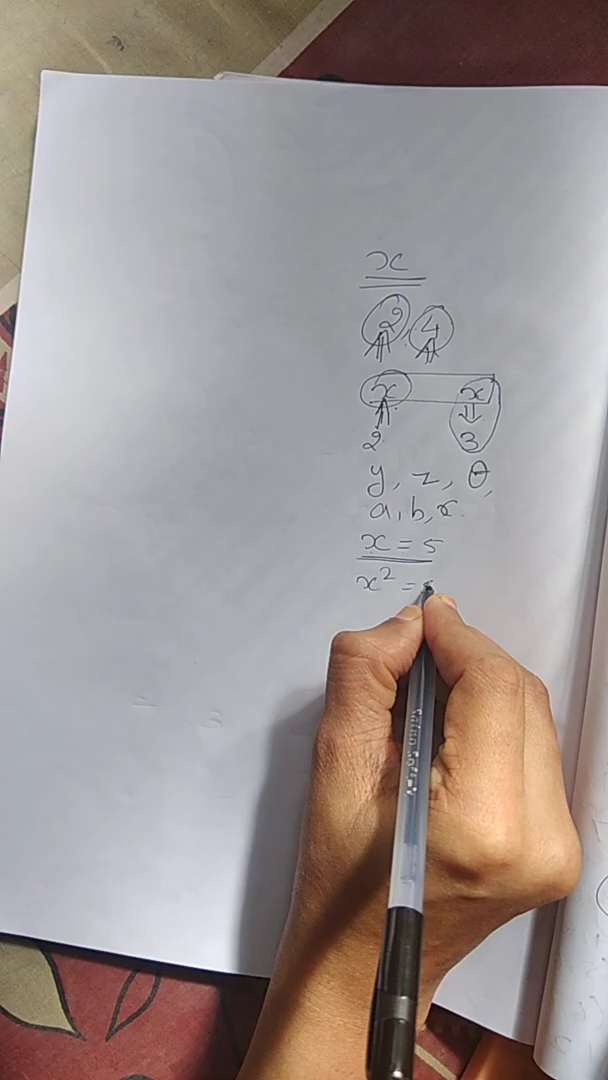 x
2, 4
x x
2 3
y, z, θ,
a, b, x.
x = 5
x² =